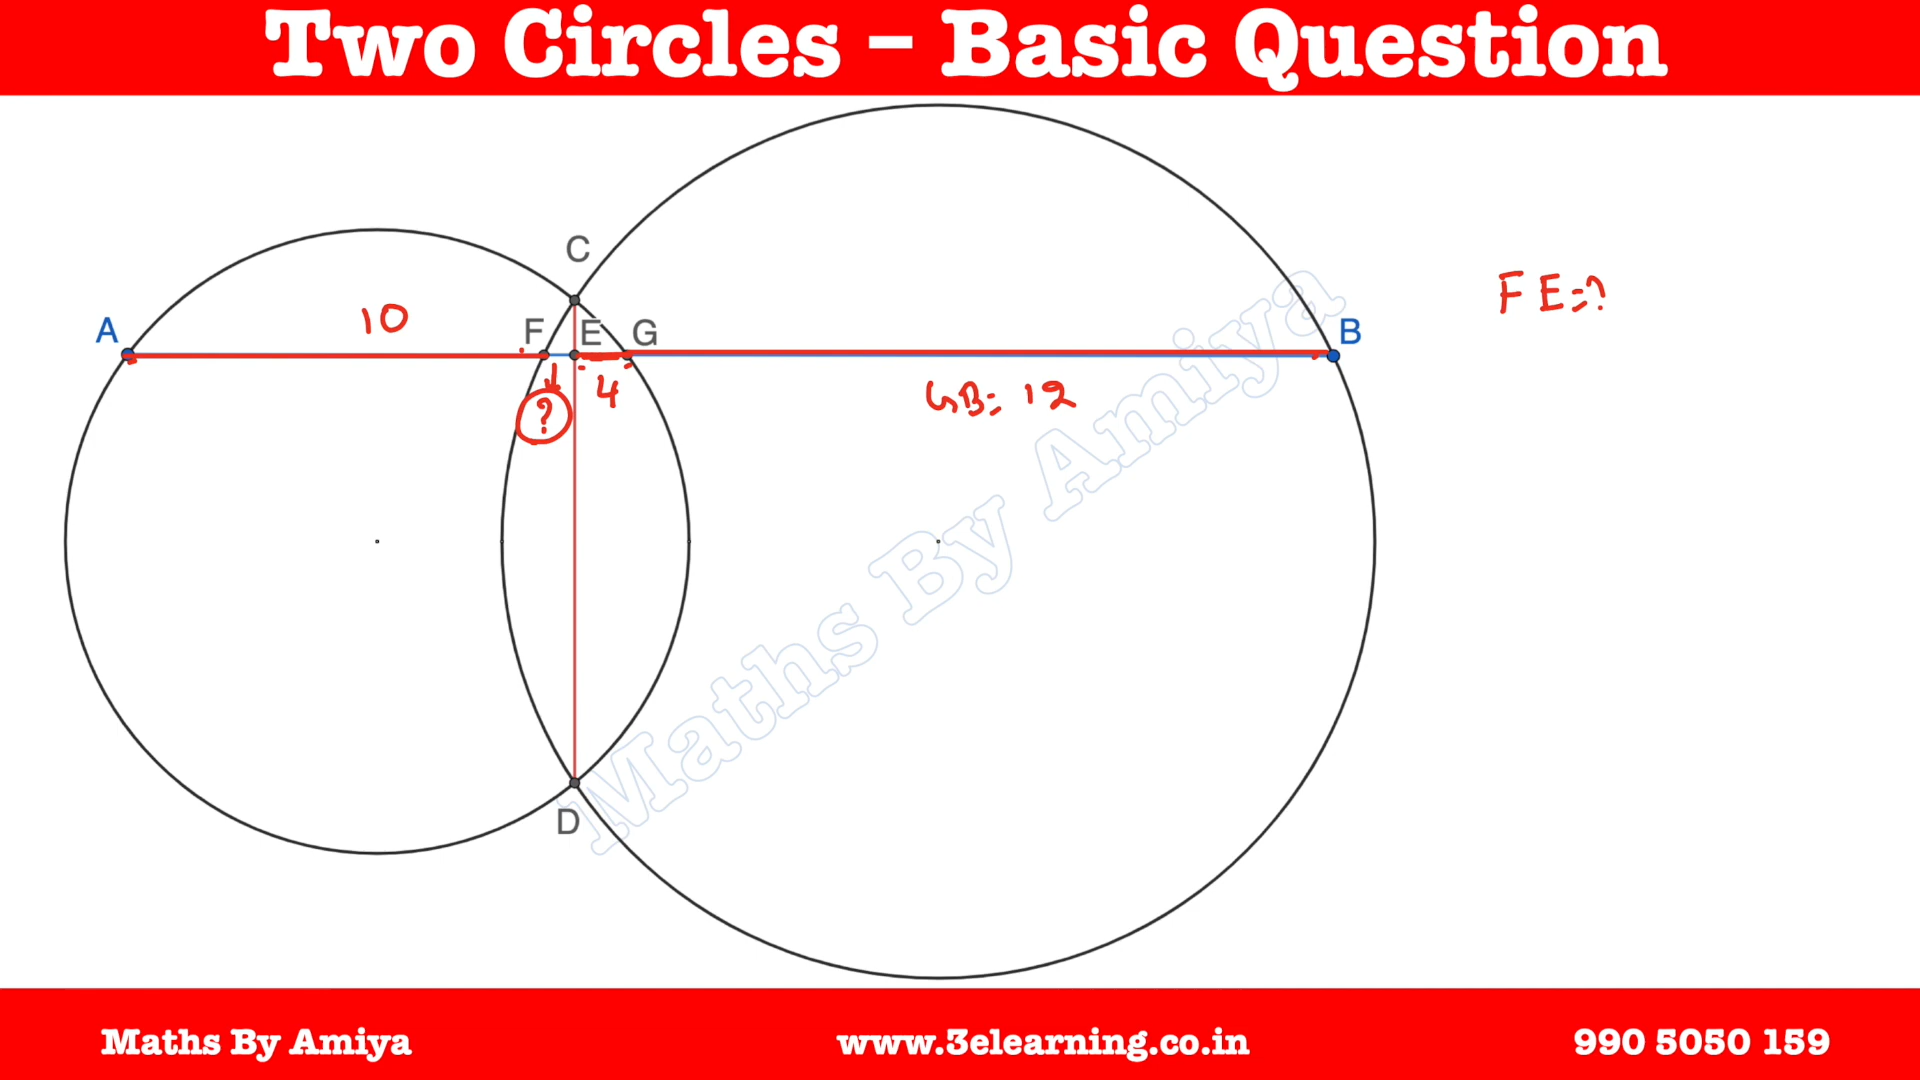 Two Circles – Basic Question
C
A
10
F E G
B
FE=?
?
4
GB= 12
D
Maths By Amiya
Maths By Amiya
www.3elearning.co.in
990 5050 159